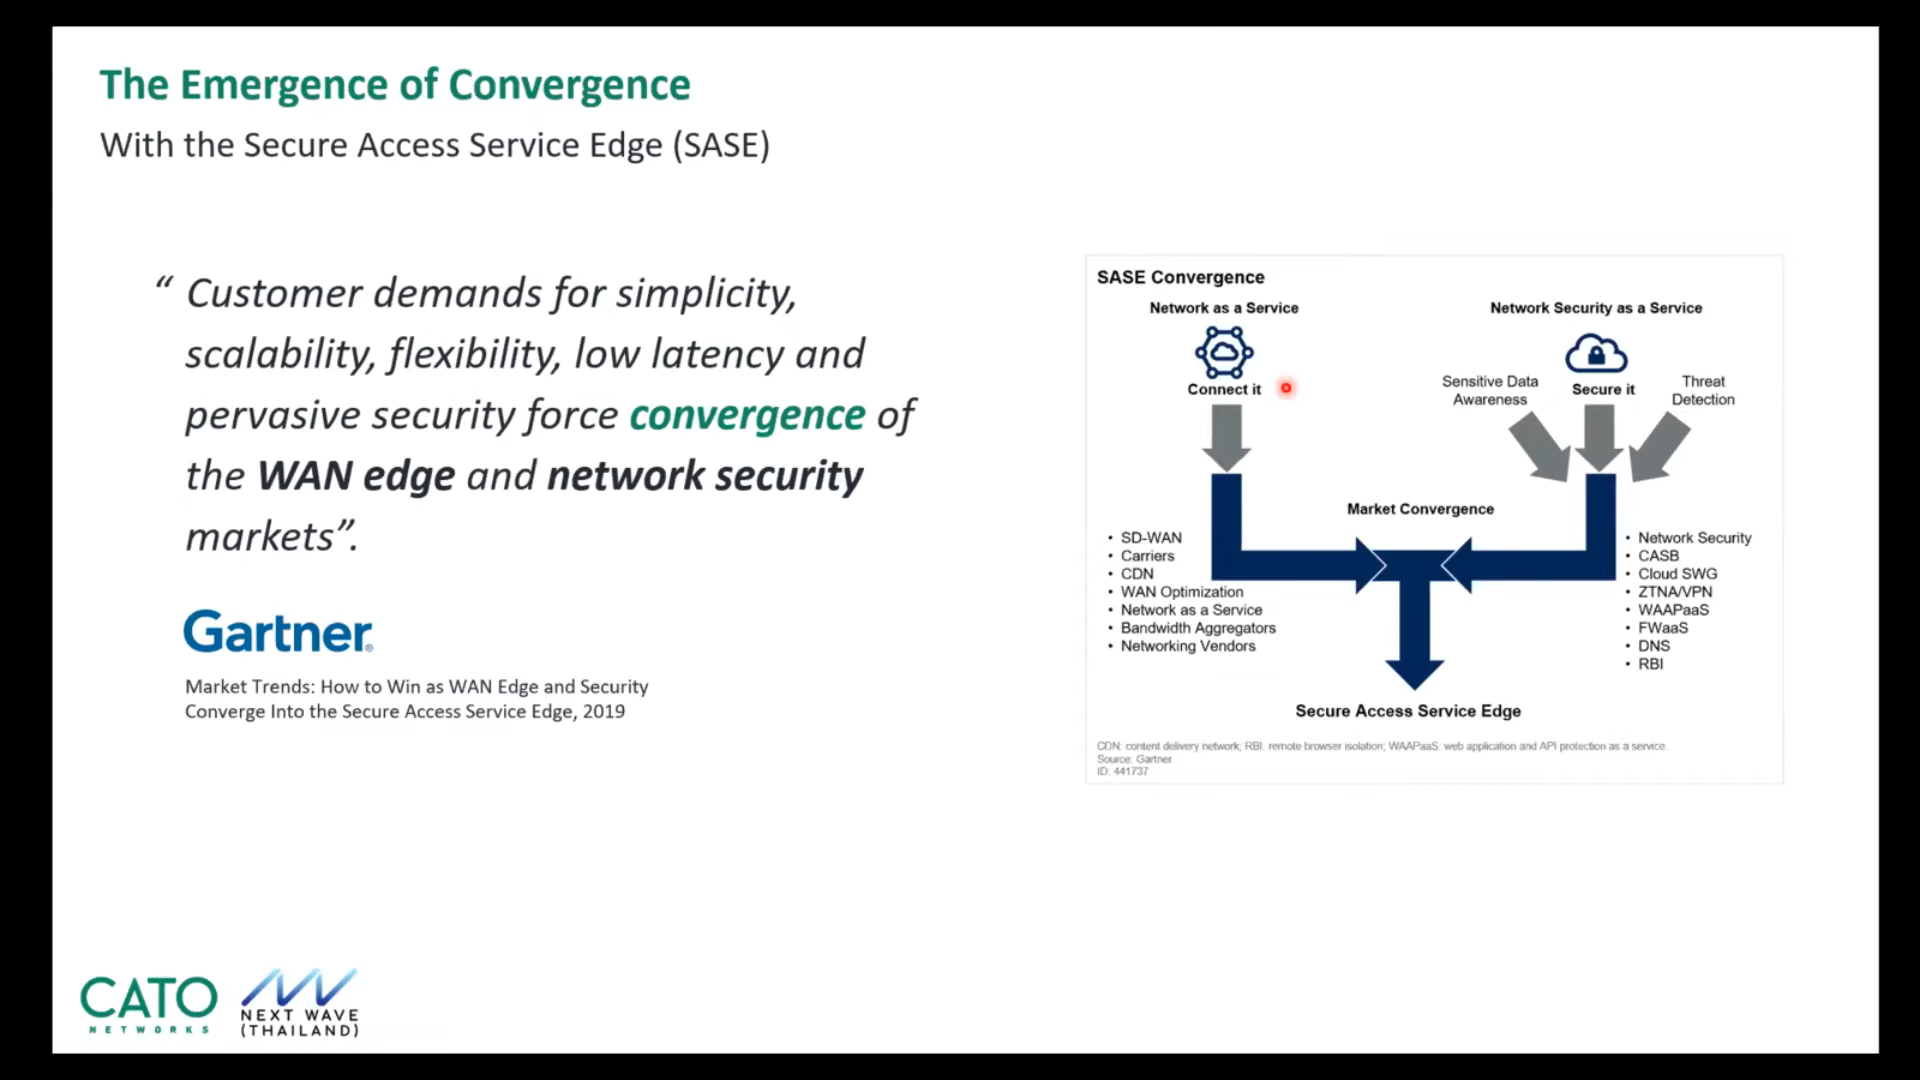 The Emergence of Convergence
With the Secure Access Service Edge (SASE)
“ Customer demands for simplicity,
scalability, flexibility, low latency and
pervasive security force convergence of
the WAN edge and network security
markets”.
Gartner®
Market Trends: How to Win as WAN Edge and Security
Converge Into the Secure Access Service Edge, 2019
SASE Convergence
Network as a Service
Connect it
Network Security as a Service
Sensitive Data
Awareness
Secure it
Threat
Detection
Market Convergence
• SD-WAN
• Carriers
• CDN
• WAN Optimization
• Network as a Service
• Bandwidth Aggregators
• Networking Vendors
• Network Security
• CASB
• Cloud SWG
• ZTNA/VPN
• WAAPaaS
• FWaaS
• DNS
• RBI
Secure Access Service Edge
CDN: content delivery network; RBI: remote browser isolation; WAAPaaS: web application and API protection as a service.
Source: Gartner
ID: 441737
CATO
NETWORKS
NEXT WAVE
(THAILAND)